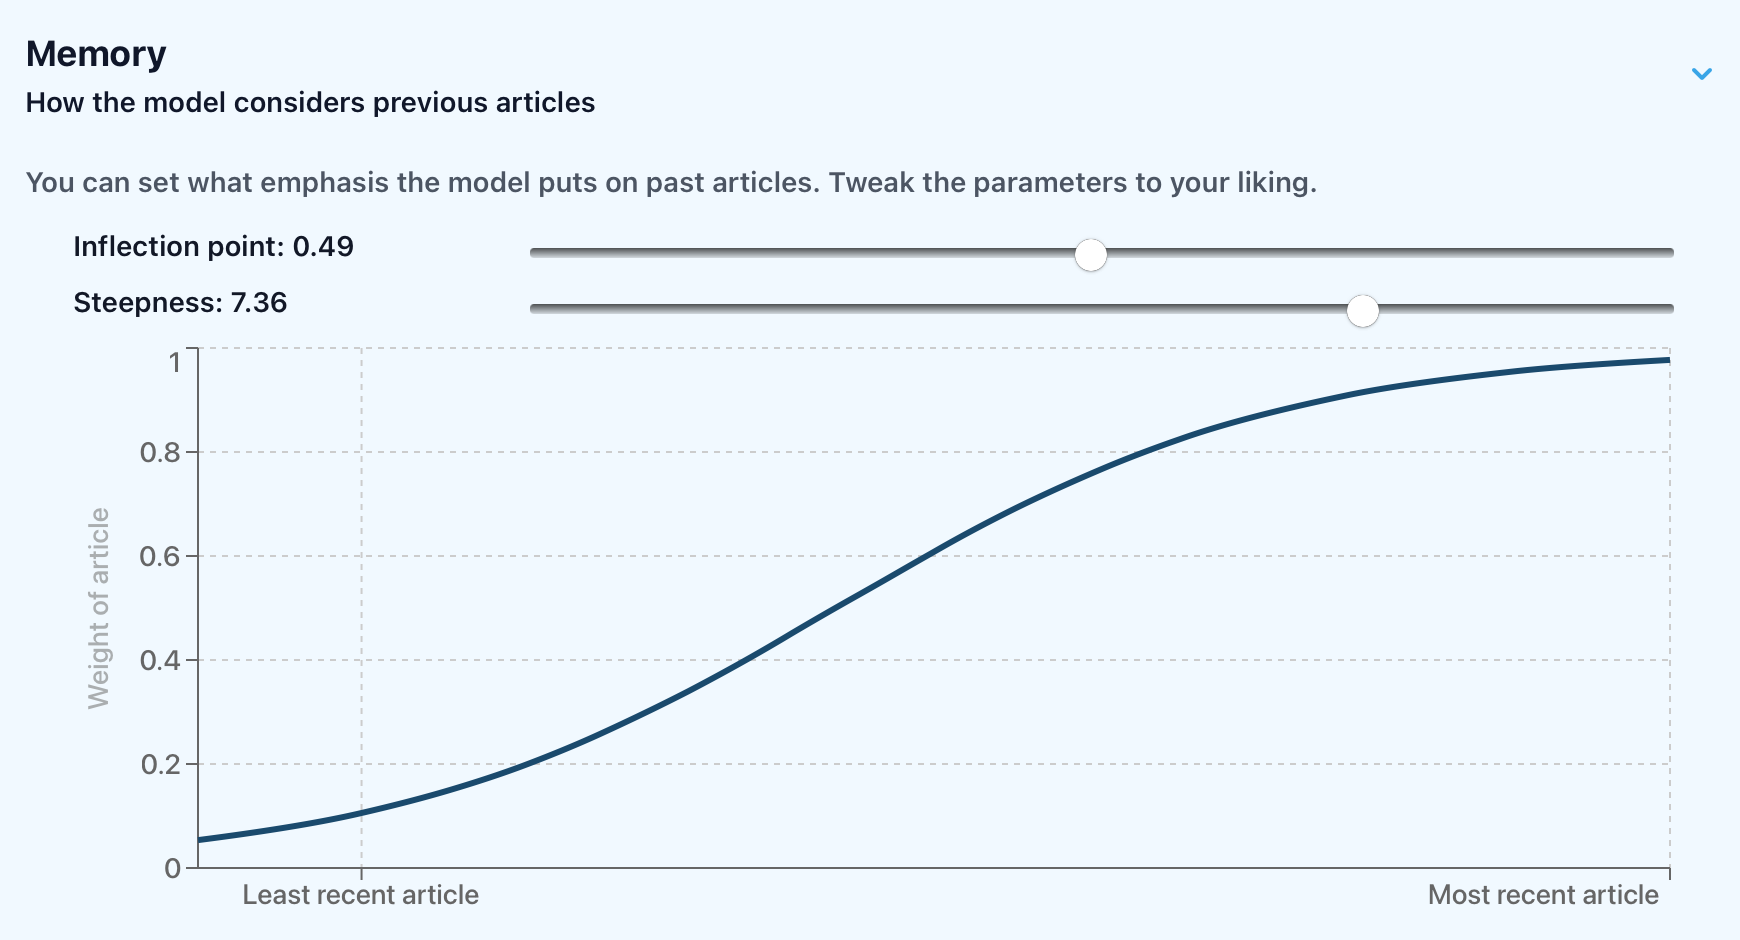 Memory
How the model considers previous articles
You can set what emphasis the model puts on past articles. Tweak the parameters to your liking.
Inflection point: 0.49
Steepness: 7.36
1
0.8
0.6
0.4
0.2
0
Weight of article
Least recent article
Most recent article